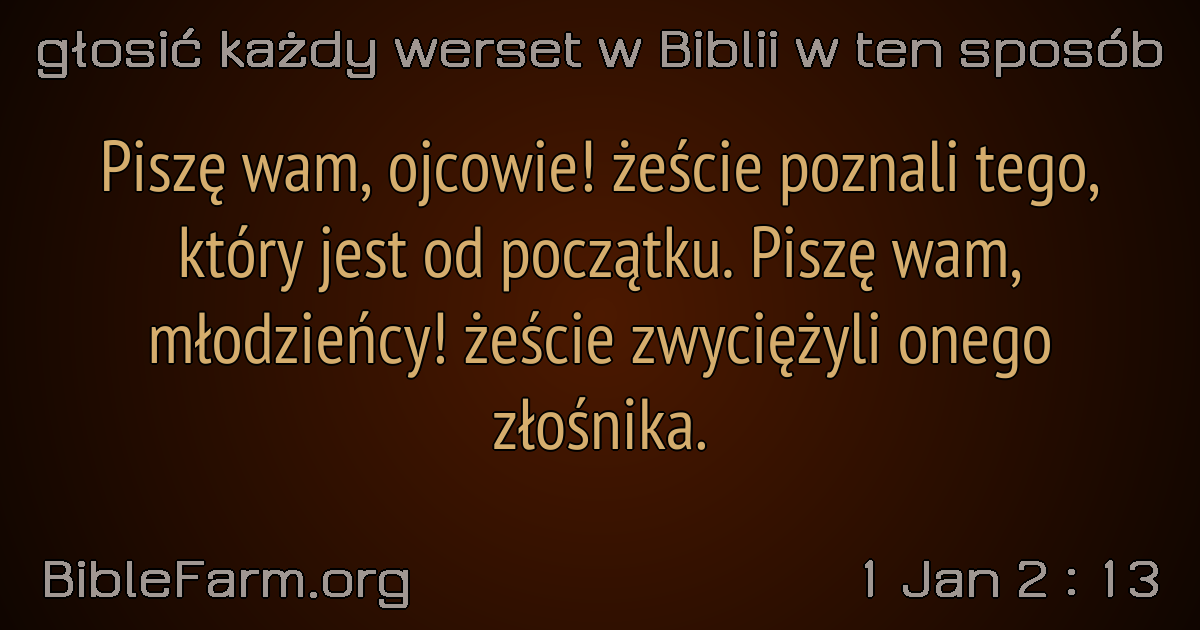 głosić każdy werset w Biblii w ten sposób
Piszę wam, ojcowie! żeście poznali tego,
który jest od początku. Piszę wam,
młodzieńcy! żeście zwyciężyli onego
złośnika.
BibleFarm.org
1 Jan 2 : 13